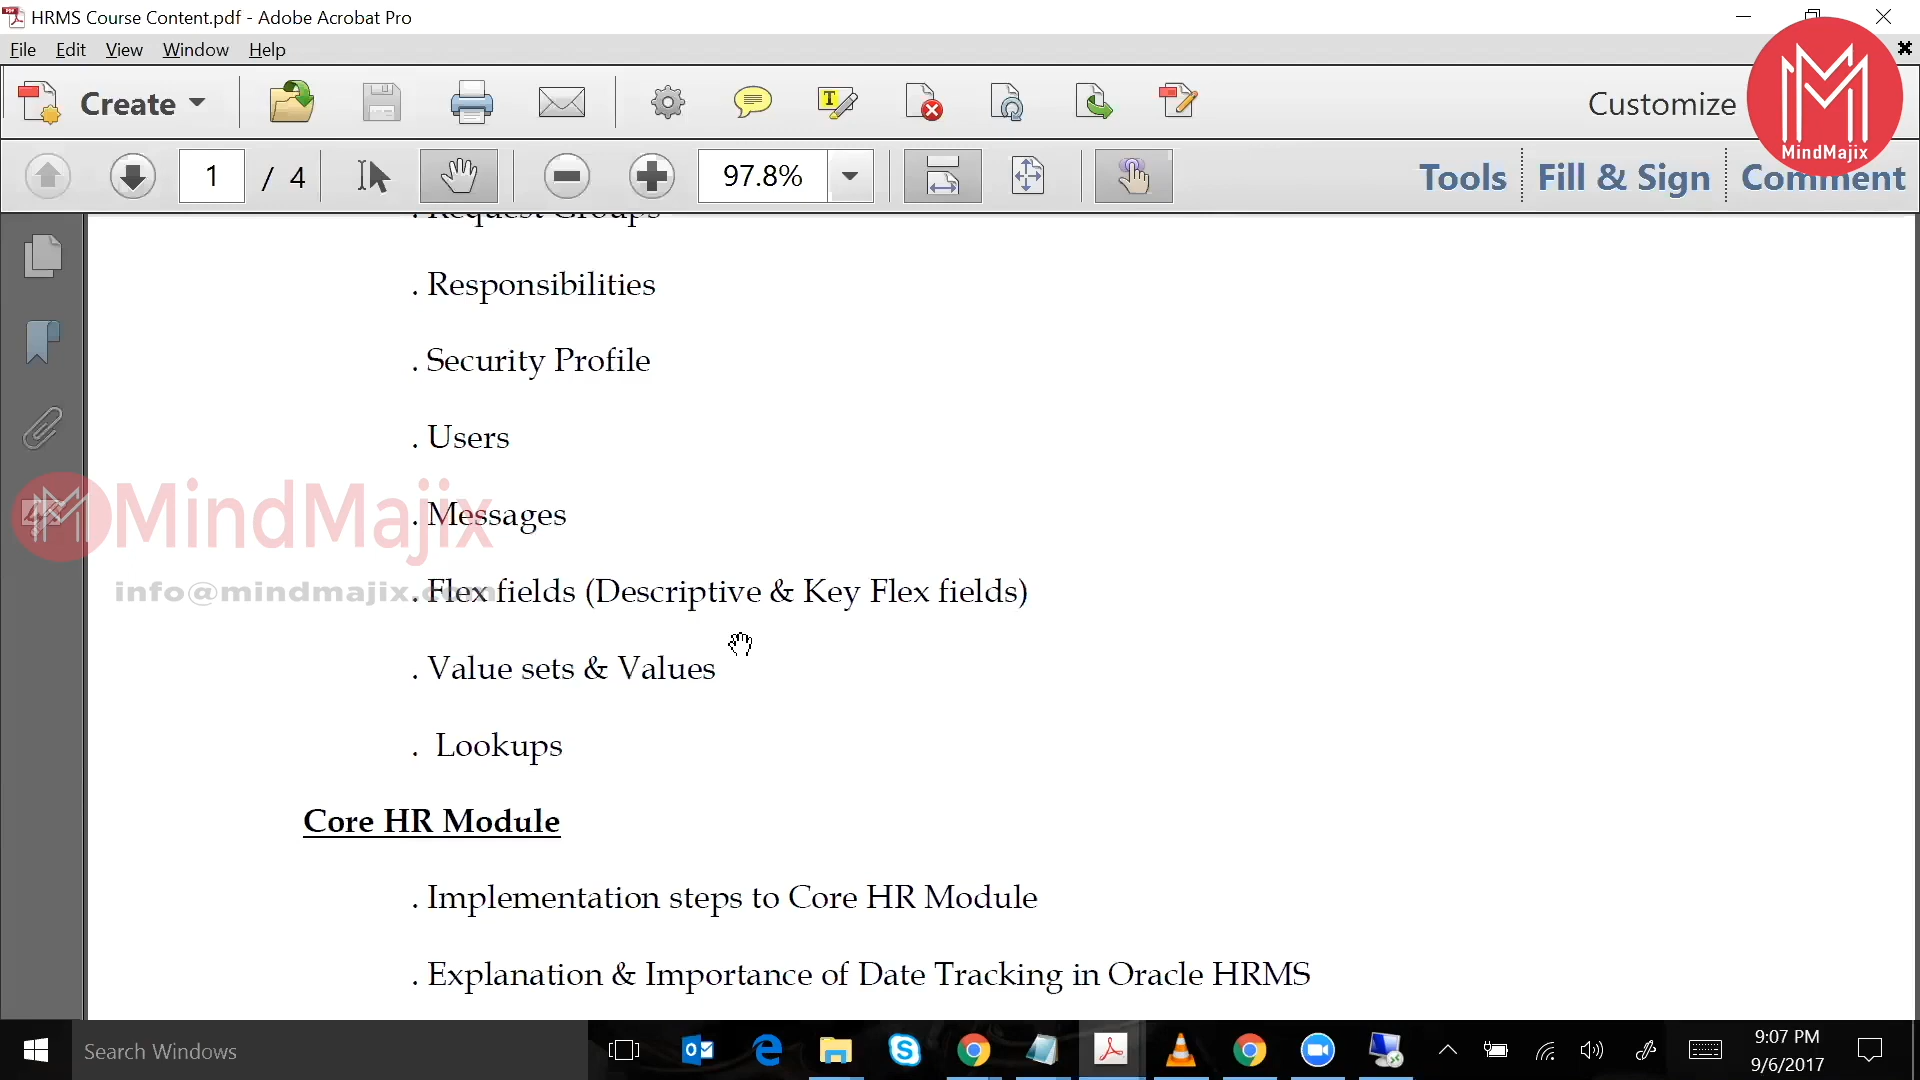 HRMS Course Content.pdf - Adobe Acrobat Pro
File Edit View Window Help
Create
Customize
MindMajix
1 / 4
97.8%
Tools Fill & Sign Comment
. Request Groups
. Responsibilities
. Security Profile
. Users
MindMajix
. Messages
info@mindmajix.com
. Flex fields (Descriptive & Key Flex fields)
. Value sets & Values
. Lookups
Core HR Module
. Implementation steps to Core HR Module
. Explanation & Importance of Date Tracking in Oracle HRMS
Search Windows
9:07 PM
9/6/2017